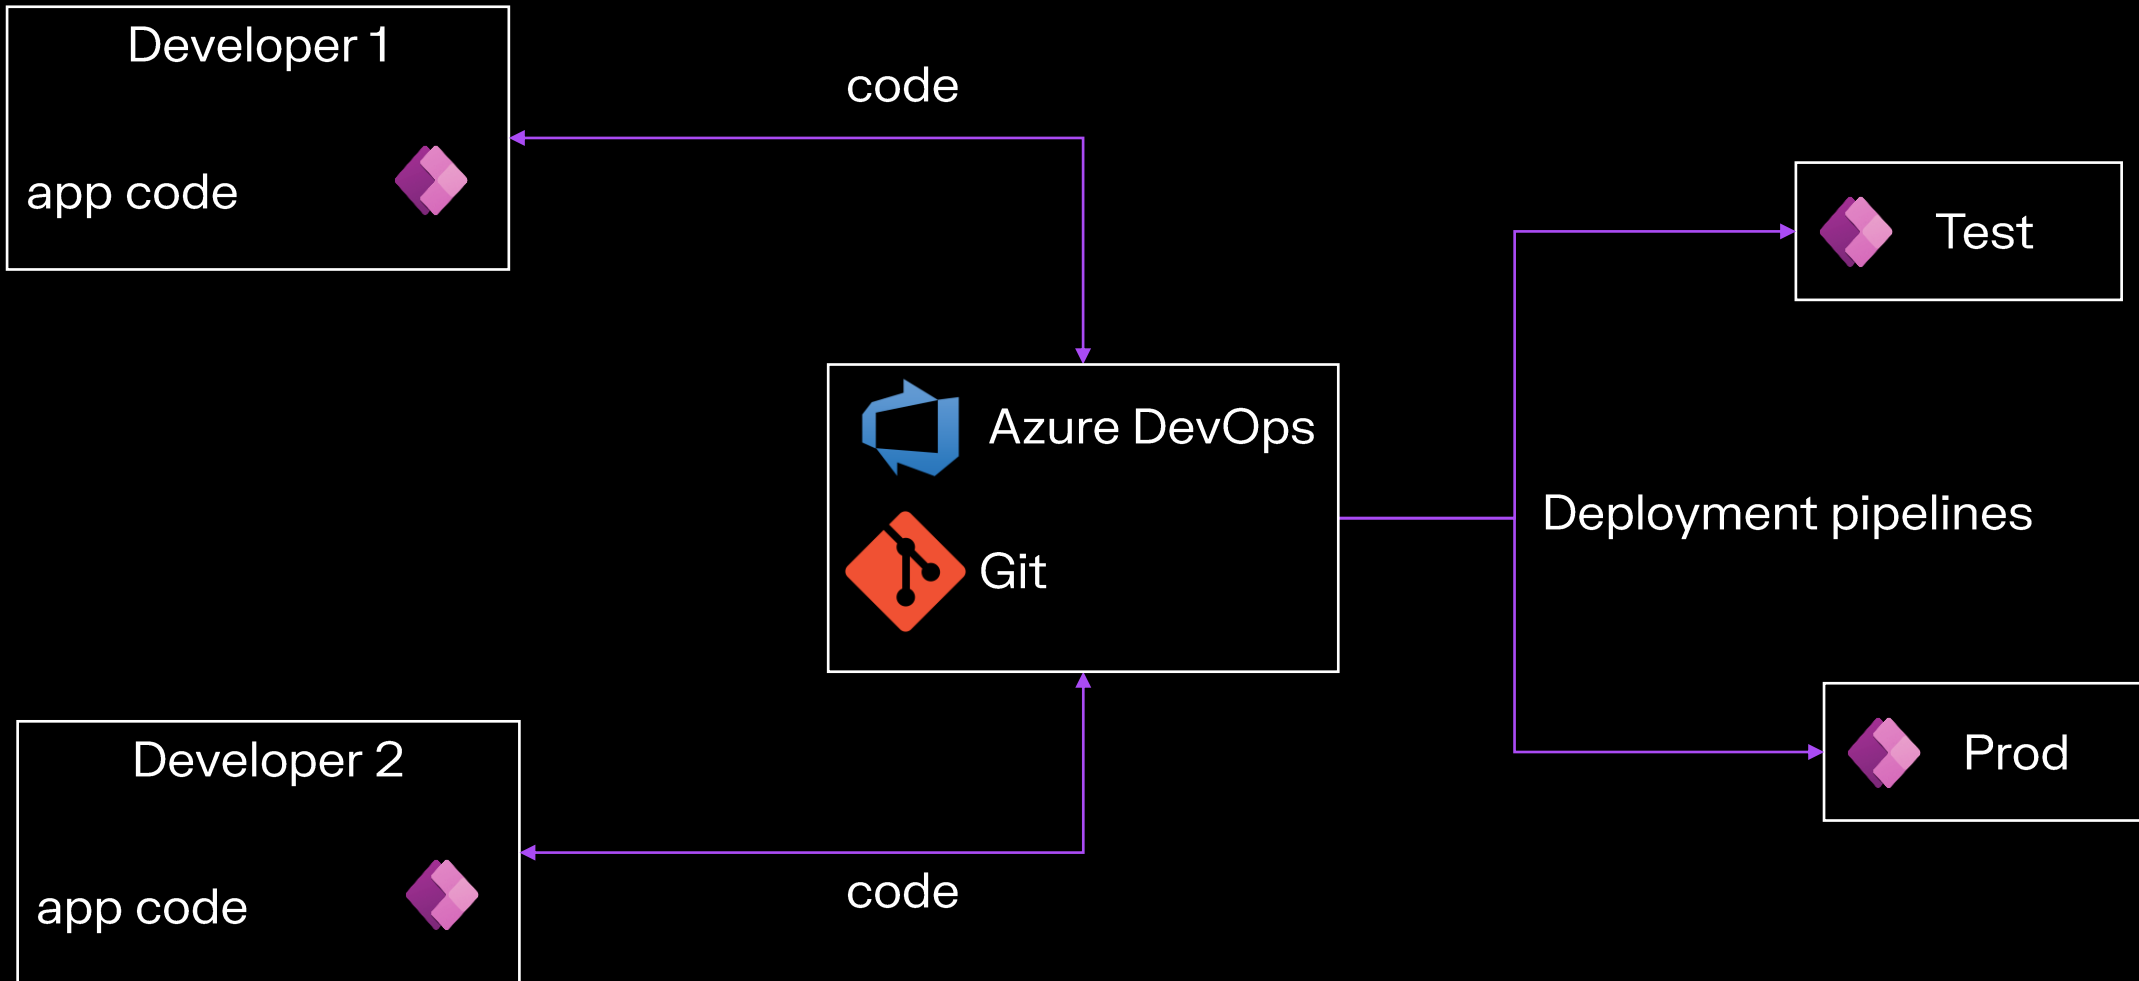 Developer 1
app code
code
Azure DevOps
Git
Test
Deployment pipelines
Prod
Developer 2
app code
code